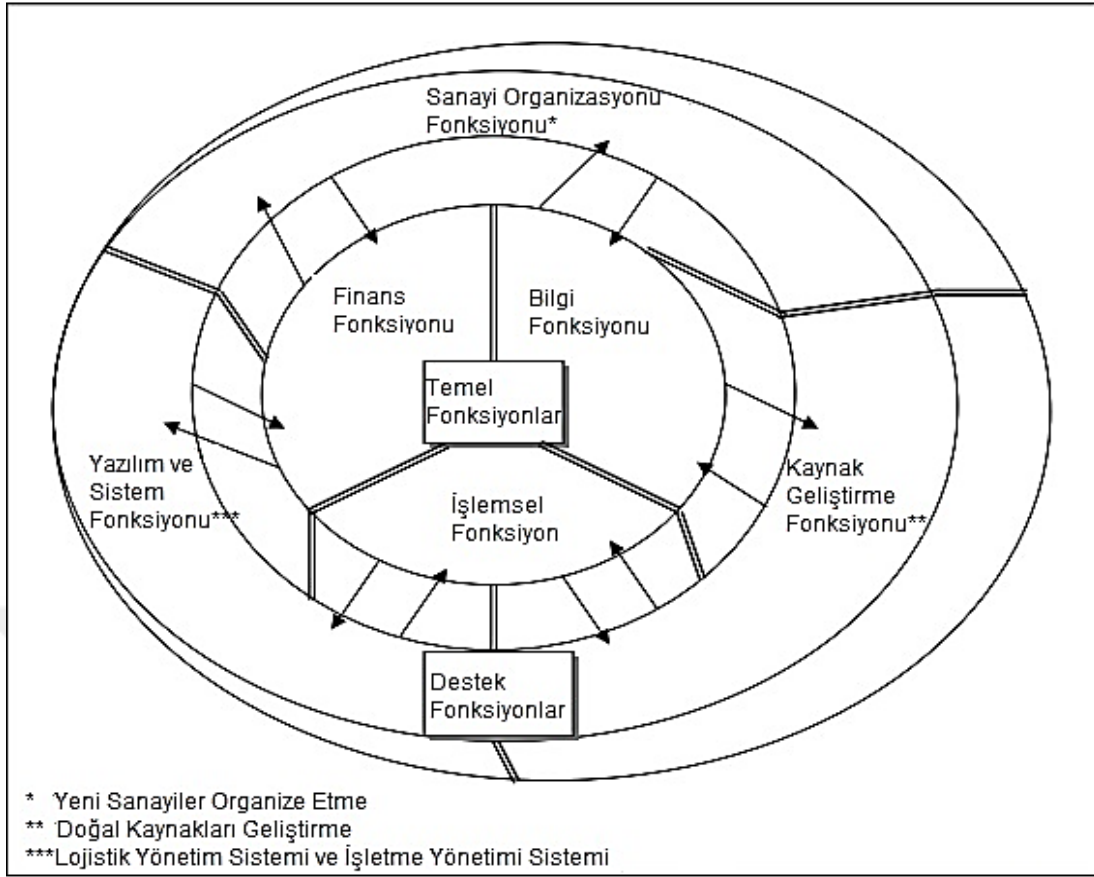 Sanayi Organizasyonu
Fonksiyonu*
Finans
Fonksiyonu
Bilgi
Fonksiyonu
Temel
Fonksiyonlar
Yazılım ve
Sistem
Fonksiyonu***
İşlemsel
Fonksiyon
Kaynak
Geliştirme
Fonksiyonu**
Destek
Fonksiyonlar
* Yeni Sanayiler Organize Etme
** Doğal Kaynakları Geliştirme
***Lojistik Yönetim Sistemi ve İşletme Yönetimi Sistemi